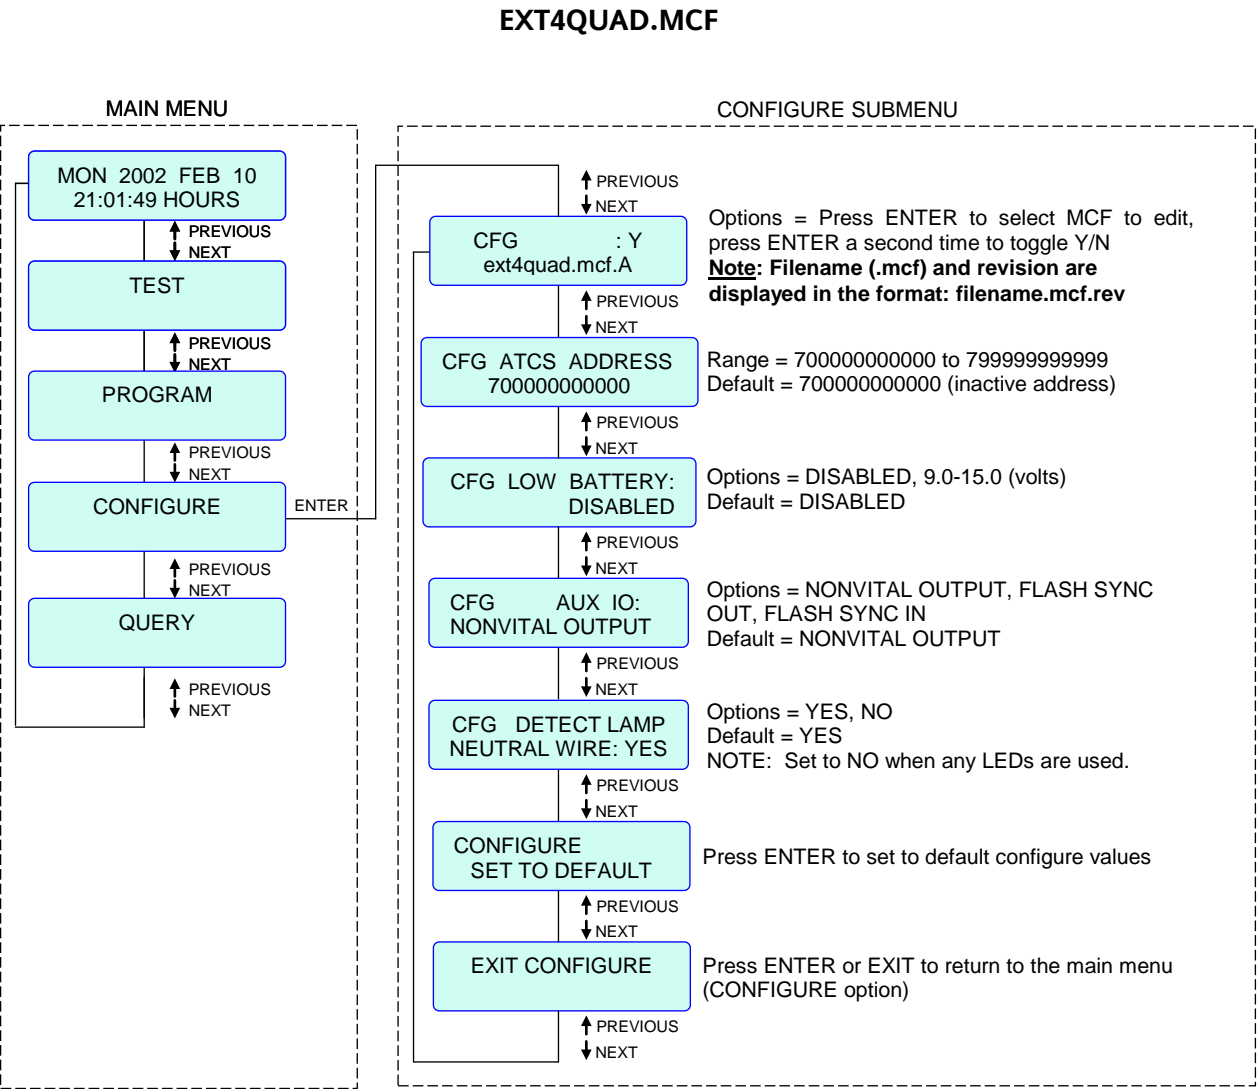 EXT4QUAD.MCF
MAIN MENU
MON 2002 FEB 10
21:01:49 HOURS
PREVIOUS
NEXT
TEST
PREVIOUS
NEXT
PROGRAM
PREVIOUS
NEXT
CONFIGURE
ENTER
PREVIOUS
NEXT
QUERY
PREVIOUS
NEXT
CONFIGURE SUBMENU
PREVIOUS
NEXT
CFG : Y
ext4quad.mcf.A
Options = Press ENTER to select MCF to edit,
press ENTER a second time to toggle Y/N
Note: Filename (.mcf) and revision are
displayed in the format: filename.mcf.rev
PREVIOUS
NEXT
CFG ATCS ADDRESS
700000000000
Range = 700000000000 to 799999999999
Default = 700000000000 (inactive address)
PREVIOUS
NEXT
CFG LOW BATTERY:
DISABLED
Options = DISABLED, 9.0-15.0 (volts)
Default = DISABLED
PREVIOUS
NEXT
CFG AUX IO:
NONVITAL OUTPUT
Options = NONVITAL OUTPUT, FLASH SYNC
OUT, FLASH SYNC IN
Default = NONVITAL OUTPUT
PREVIOUS
NEXT
CFG DETECT LAMP
NEUTRAL WIRE: YES
Options = YES, NO
Default = YES
NOTE: Set to NO when any LEDs are used.
PREVIOUS
NEXT
CONFIGURE
SET TO DEFAULT
Press ENTER to set to default configure values
PREVIOUS
NEXT
EXIT CONFIGURE
Press ENTER or EXIT to return to the main menu
(CONFIGURE option)
PREVIOUS
NEXT